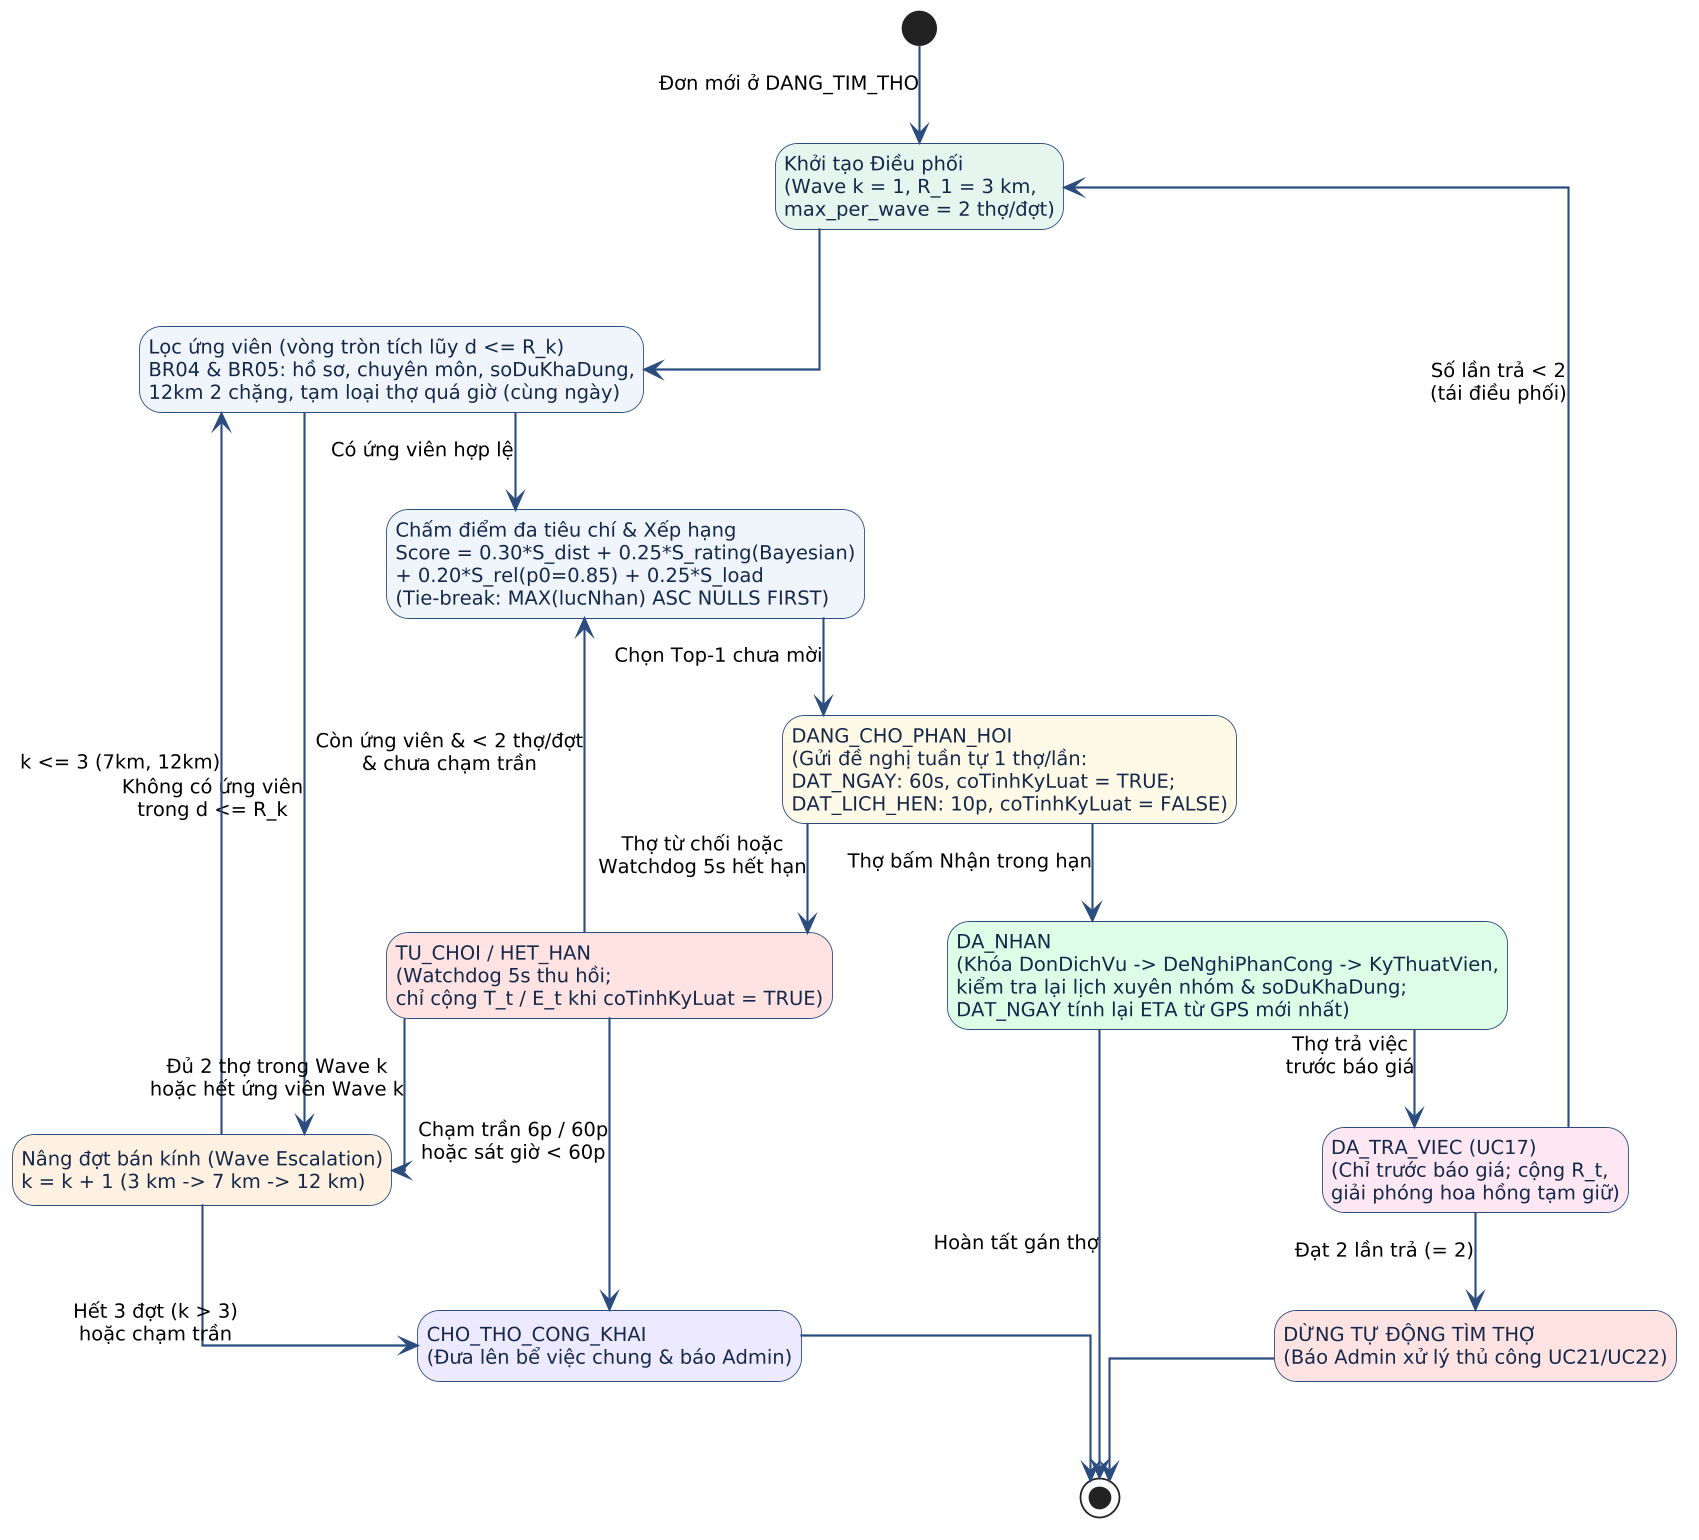 Đơn mới ở DANG_TIM_THO
Khởi tạo Điều phối
(Wave k = 1, R_1 = 3 km,
max_per_wave = 2 thợ/đợt)
Lọc ứng viên (vòng tròn tích lũy d <= R_k)
BR04 & BR05: hồ sơ, chuyên môn, soDuKhaDung,
12km 2 chặng, tạm loại thợ quá giờ (cùng ngày)
Số lần trả < 2
(tái điều phối)
Có ứng viên hợp lệ
Chấm điểm đa tiêu chí & Xếp hạng
Score = 0.30*S_dist + 0.25*S_rating(Bayesian)
+ 0.20*S_rel(p0=0.85) + 0.25*S_load
(Tie-break: MAX(lucNhan) ASC NULLS FIRST)
Chọn Top-1 chưa mời
Còn ứng viên & < 2 thợ/đợt
& chưa chạm trần
k <= 3 (7km, 12km)
Không có ứng viên
trong d <= R_k
DANG_CHO_PHAN_HOI
(Gửi đề nghị tuần tự 1 thợ/lần:
DAT_NGAY: 60s, coTinhKyLuat = TRUE;
DAT_LICH_HEN: 10p, coTinhKyLuat = FALSE)
Thợ từ chối hoặc
Watchdog 5s hết hạn
Thợ bấm Nhận trong hạn
TU_CHOI / HET_HAN
(Watchdog 5s thu hồi;
chỉ cộng T_t / E_t khi coTinhKyLuat = TRUE)
DA_NHAN
(Khóa DonDichVu -> DeNghiPhanCong -> KyThuatVien,
kiểm tra lại lịch xuyên nhóm & soDuKhaDung;
DAT_NGAY tính lại ETA từ GPS mới nhất)
Đủ 2 thợ trong Wave k
hoặc hết ứng viên Wave k
Thợ trả việc
trước báo giá
Chạm trần 6p / 60p
hoặc sát giờ < 60p
Nâng đợt bán kính (Wave Escalation)
k = k + 1 (3 km -> 7 km -> 12 km)
DA_TRA_VIEC (UC17)
(Chỉ trước báo giá; cộng R_t,
giải phóng hoa hồng tạm giữ)
Hoàn tất gán thợ
Đạt 2 lần trả (= 2)
Hết 3 đợt (k > 3)
hoặc chạm trần
CHO_THO_CONG_KHAI
(Đưa lên bể việc chung & báo Admin)
DỪNG TỰ ĐỘNG TÌM THỢ
(Báo Admin xử lý thủ công UC21/UC22)